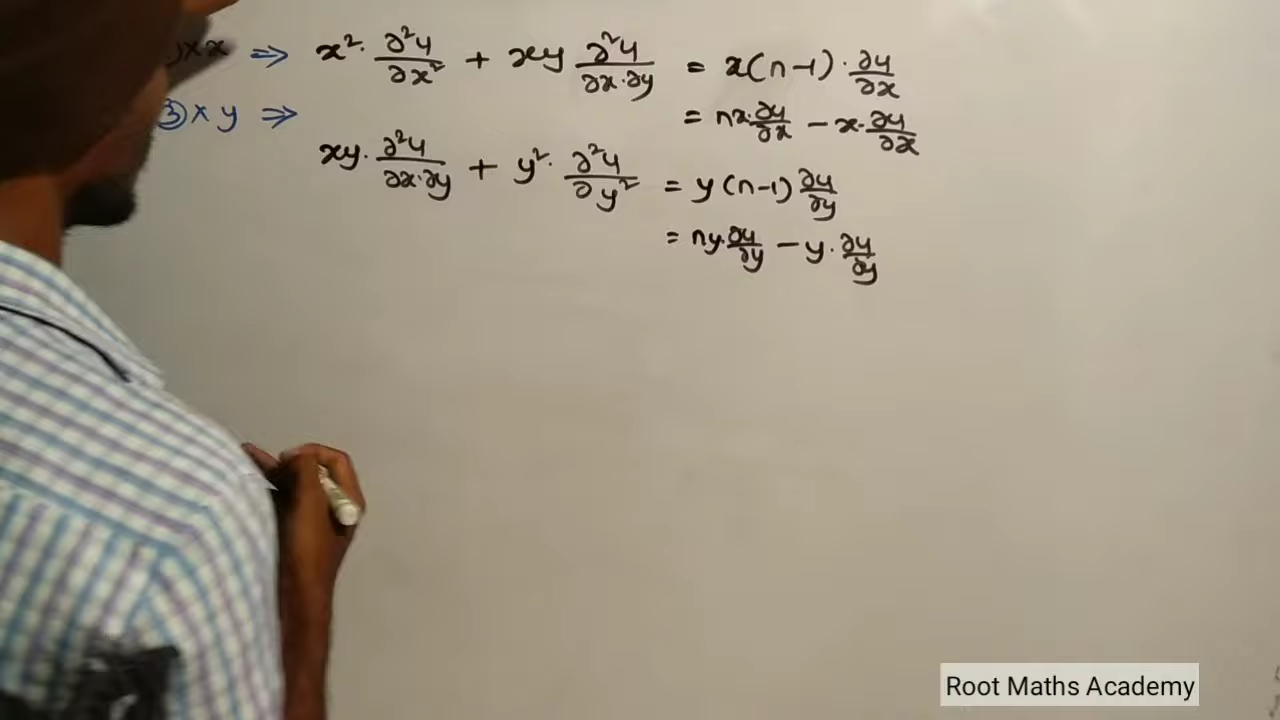 )×x ⇒ x²· ∂²u/∂x² + xy ∂²u/∂x·∂y = x(n-1)·∂u/∂x
= nx·∂u/∂x - x·∂u/∂x
③×y ⇒
xy· ∂²u/∂x·∂y + y²· ∂²u/∂y² = y(n-1) ∂u/∂y
= ny·∂u/∂y - y·∂u/∂y
Root Maths Academy